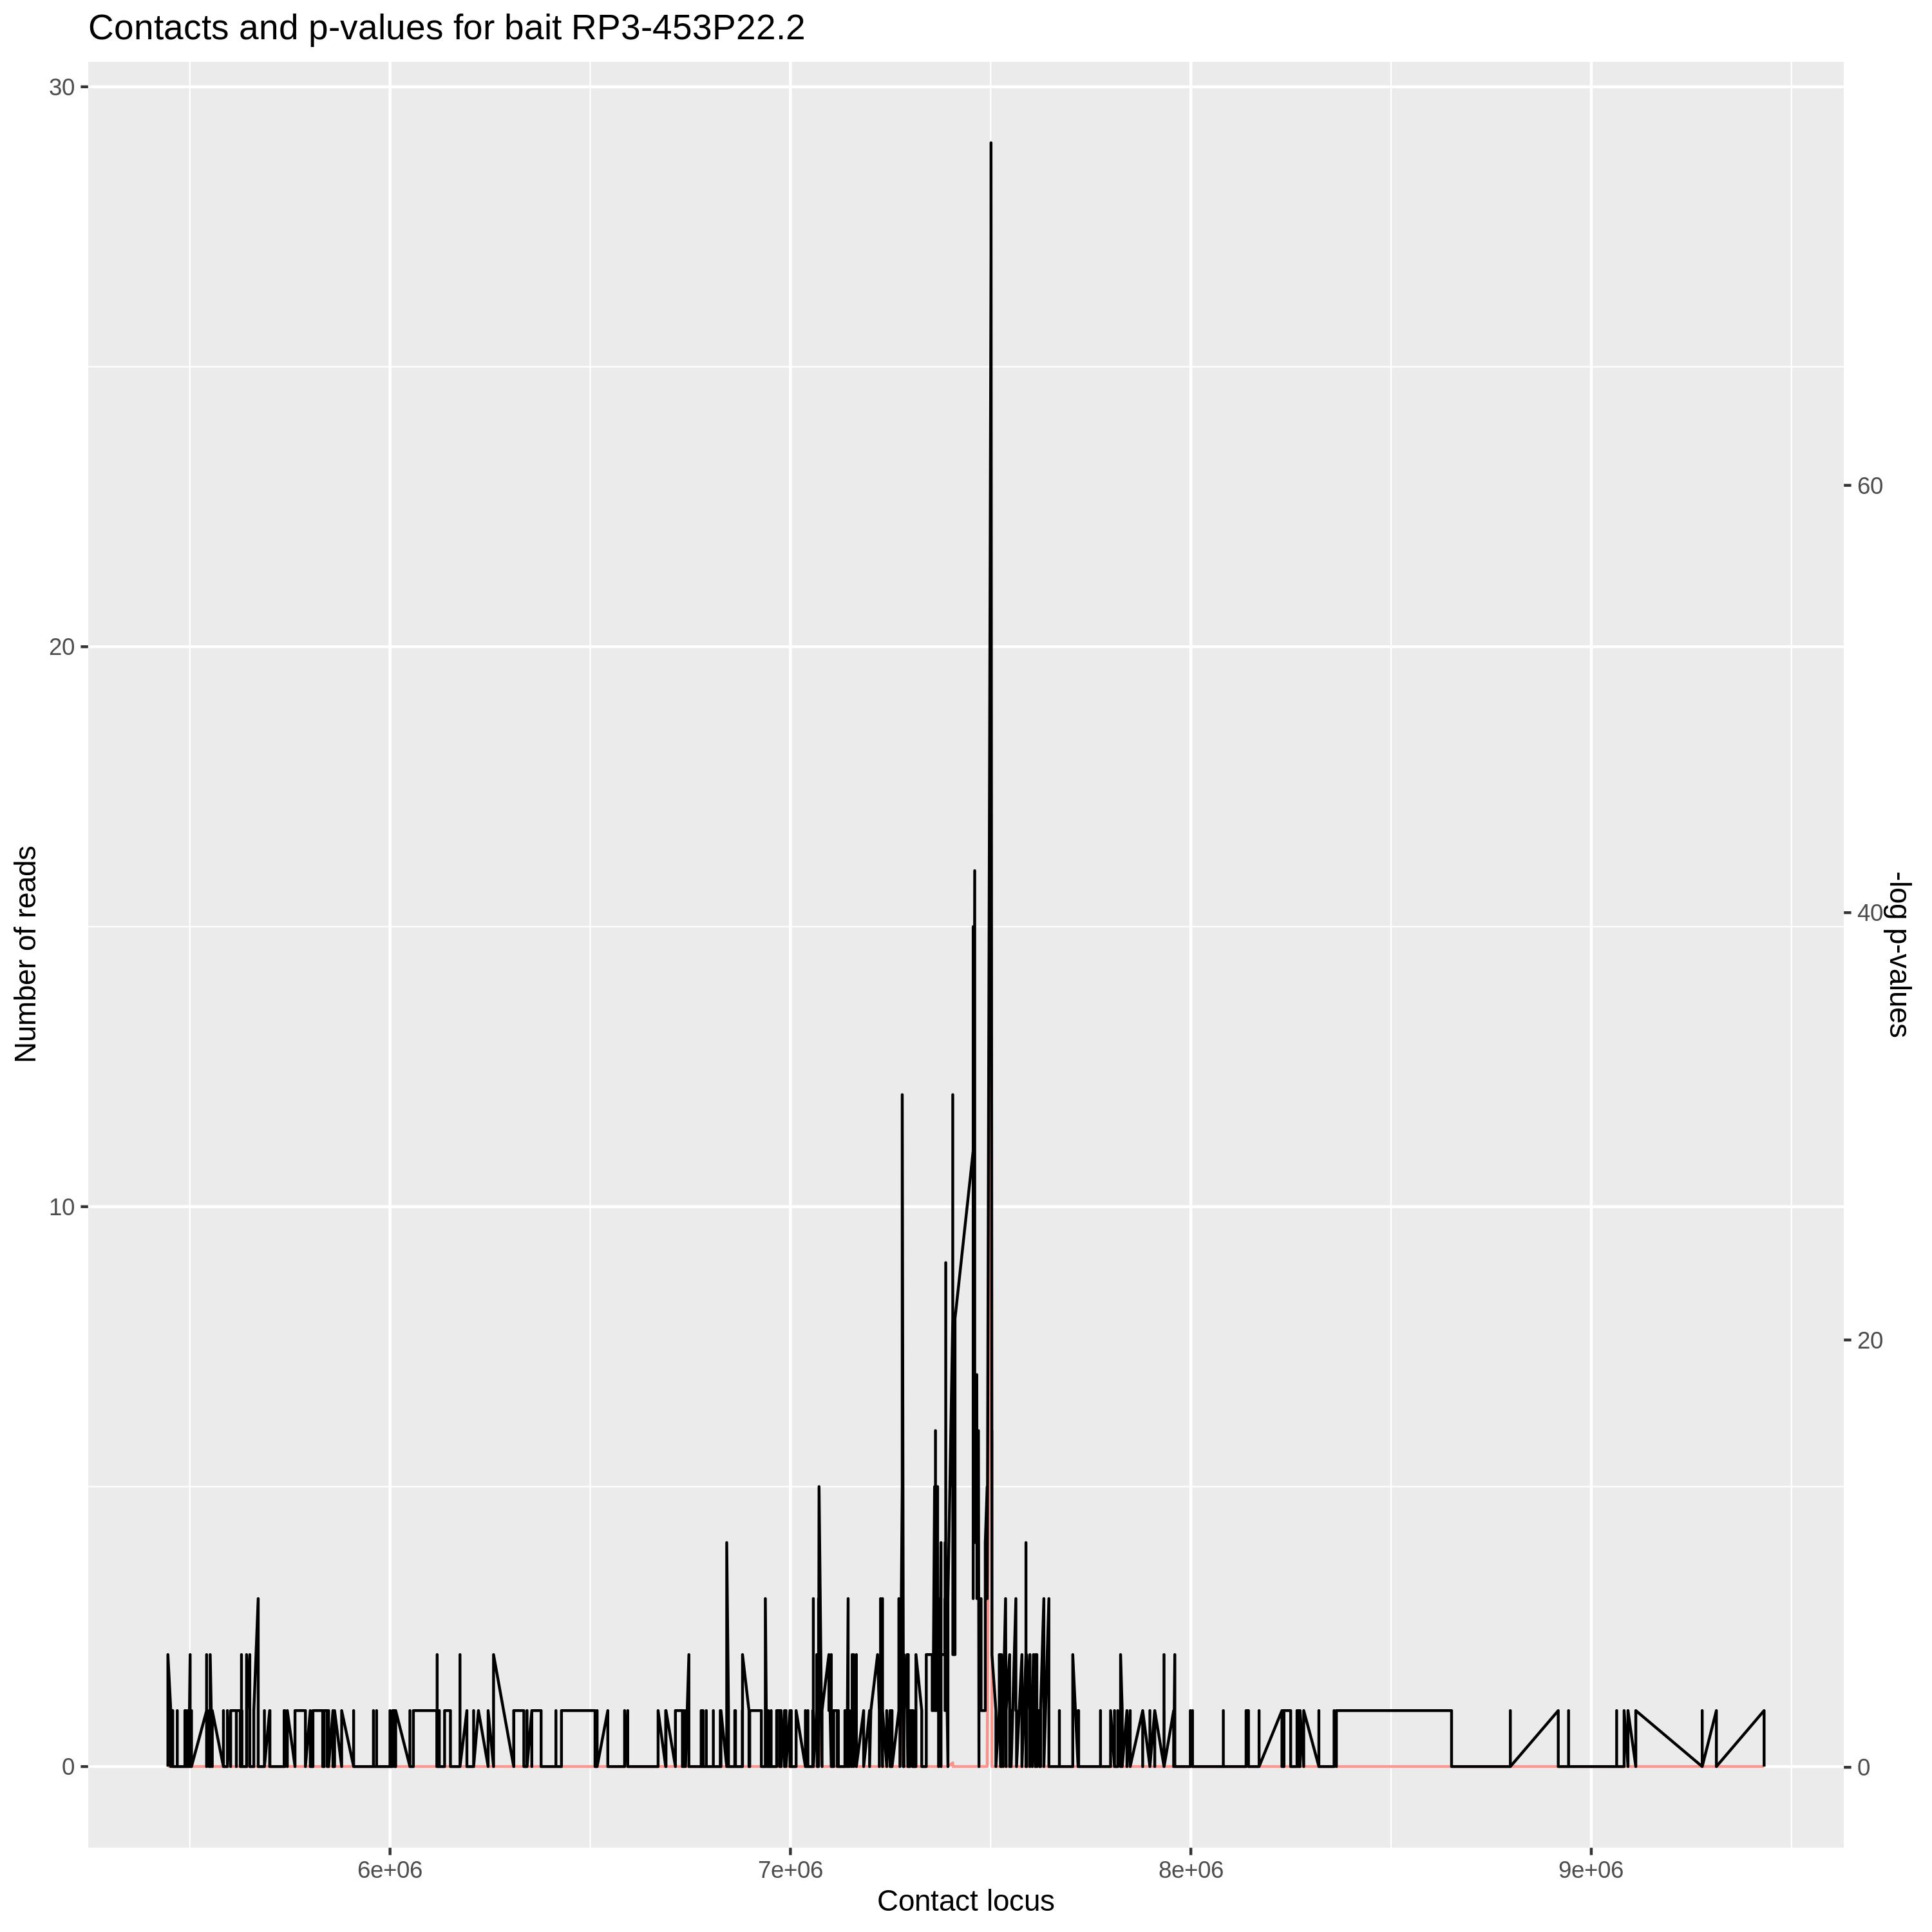 Contacts and p-values for bait RP3-453P22.2
30
20
10
0
Number of reads
60
40
20
0
-log p-values
6e+06
7e+06
8e+06
9e+06
Contact locus